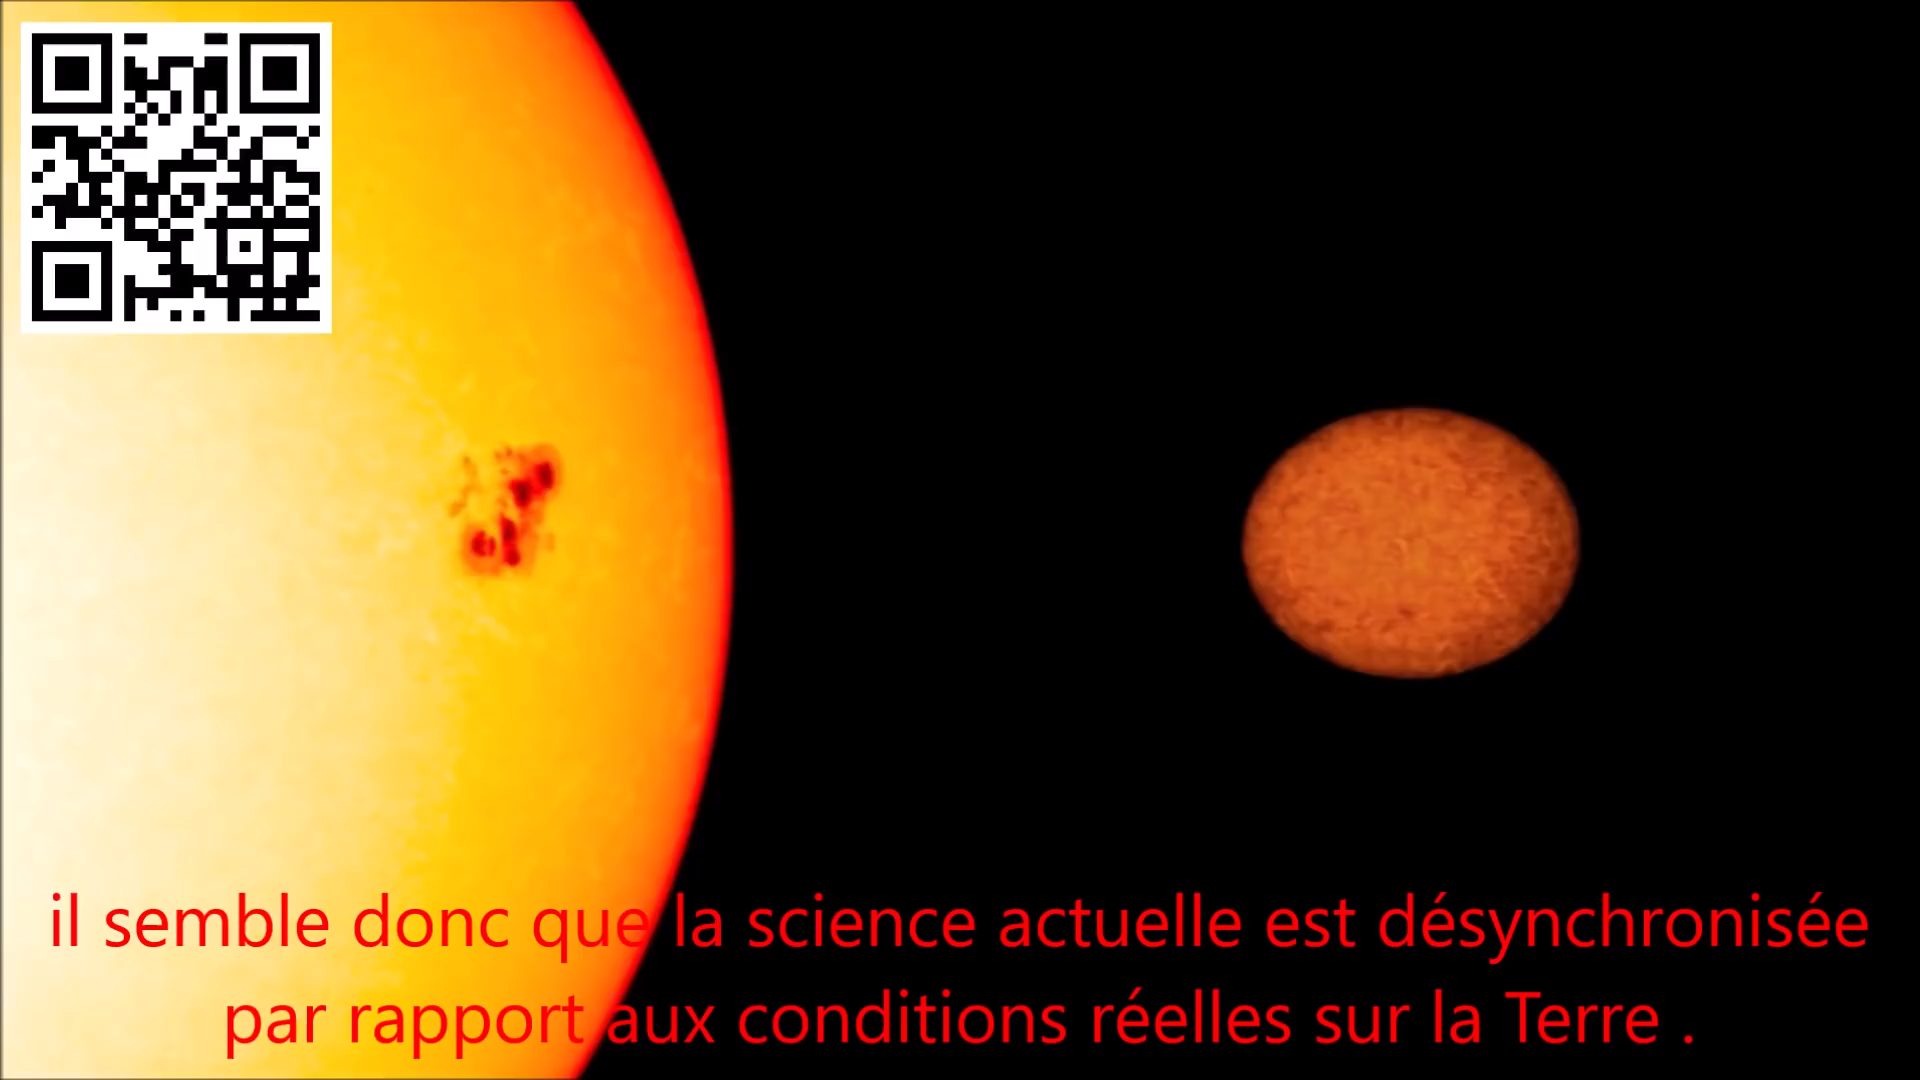 il semble donc que la science actuelle est désynchronisée
par rapport aux conditions réelles sur la Terre .